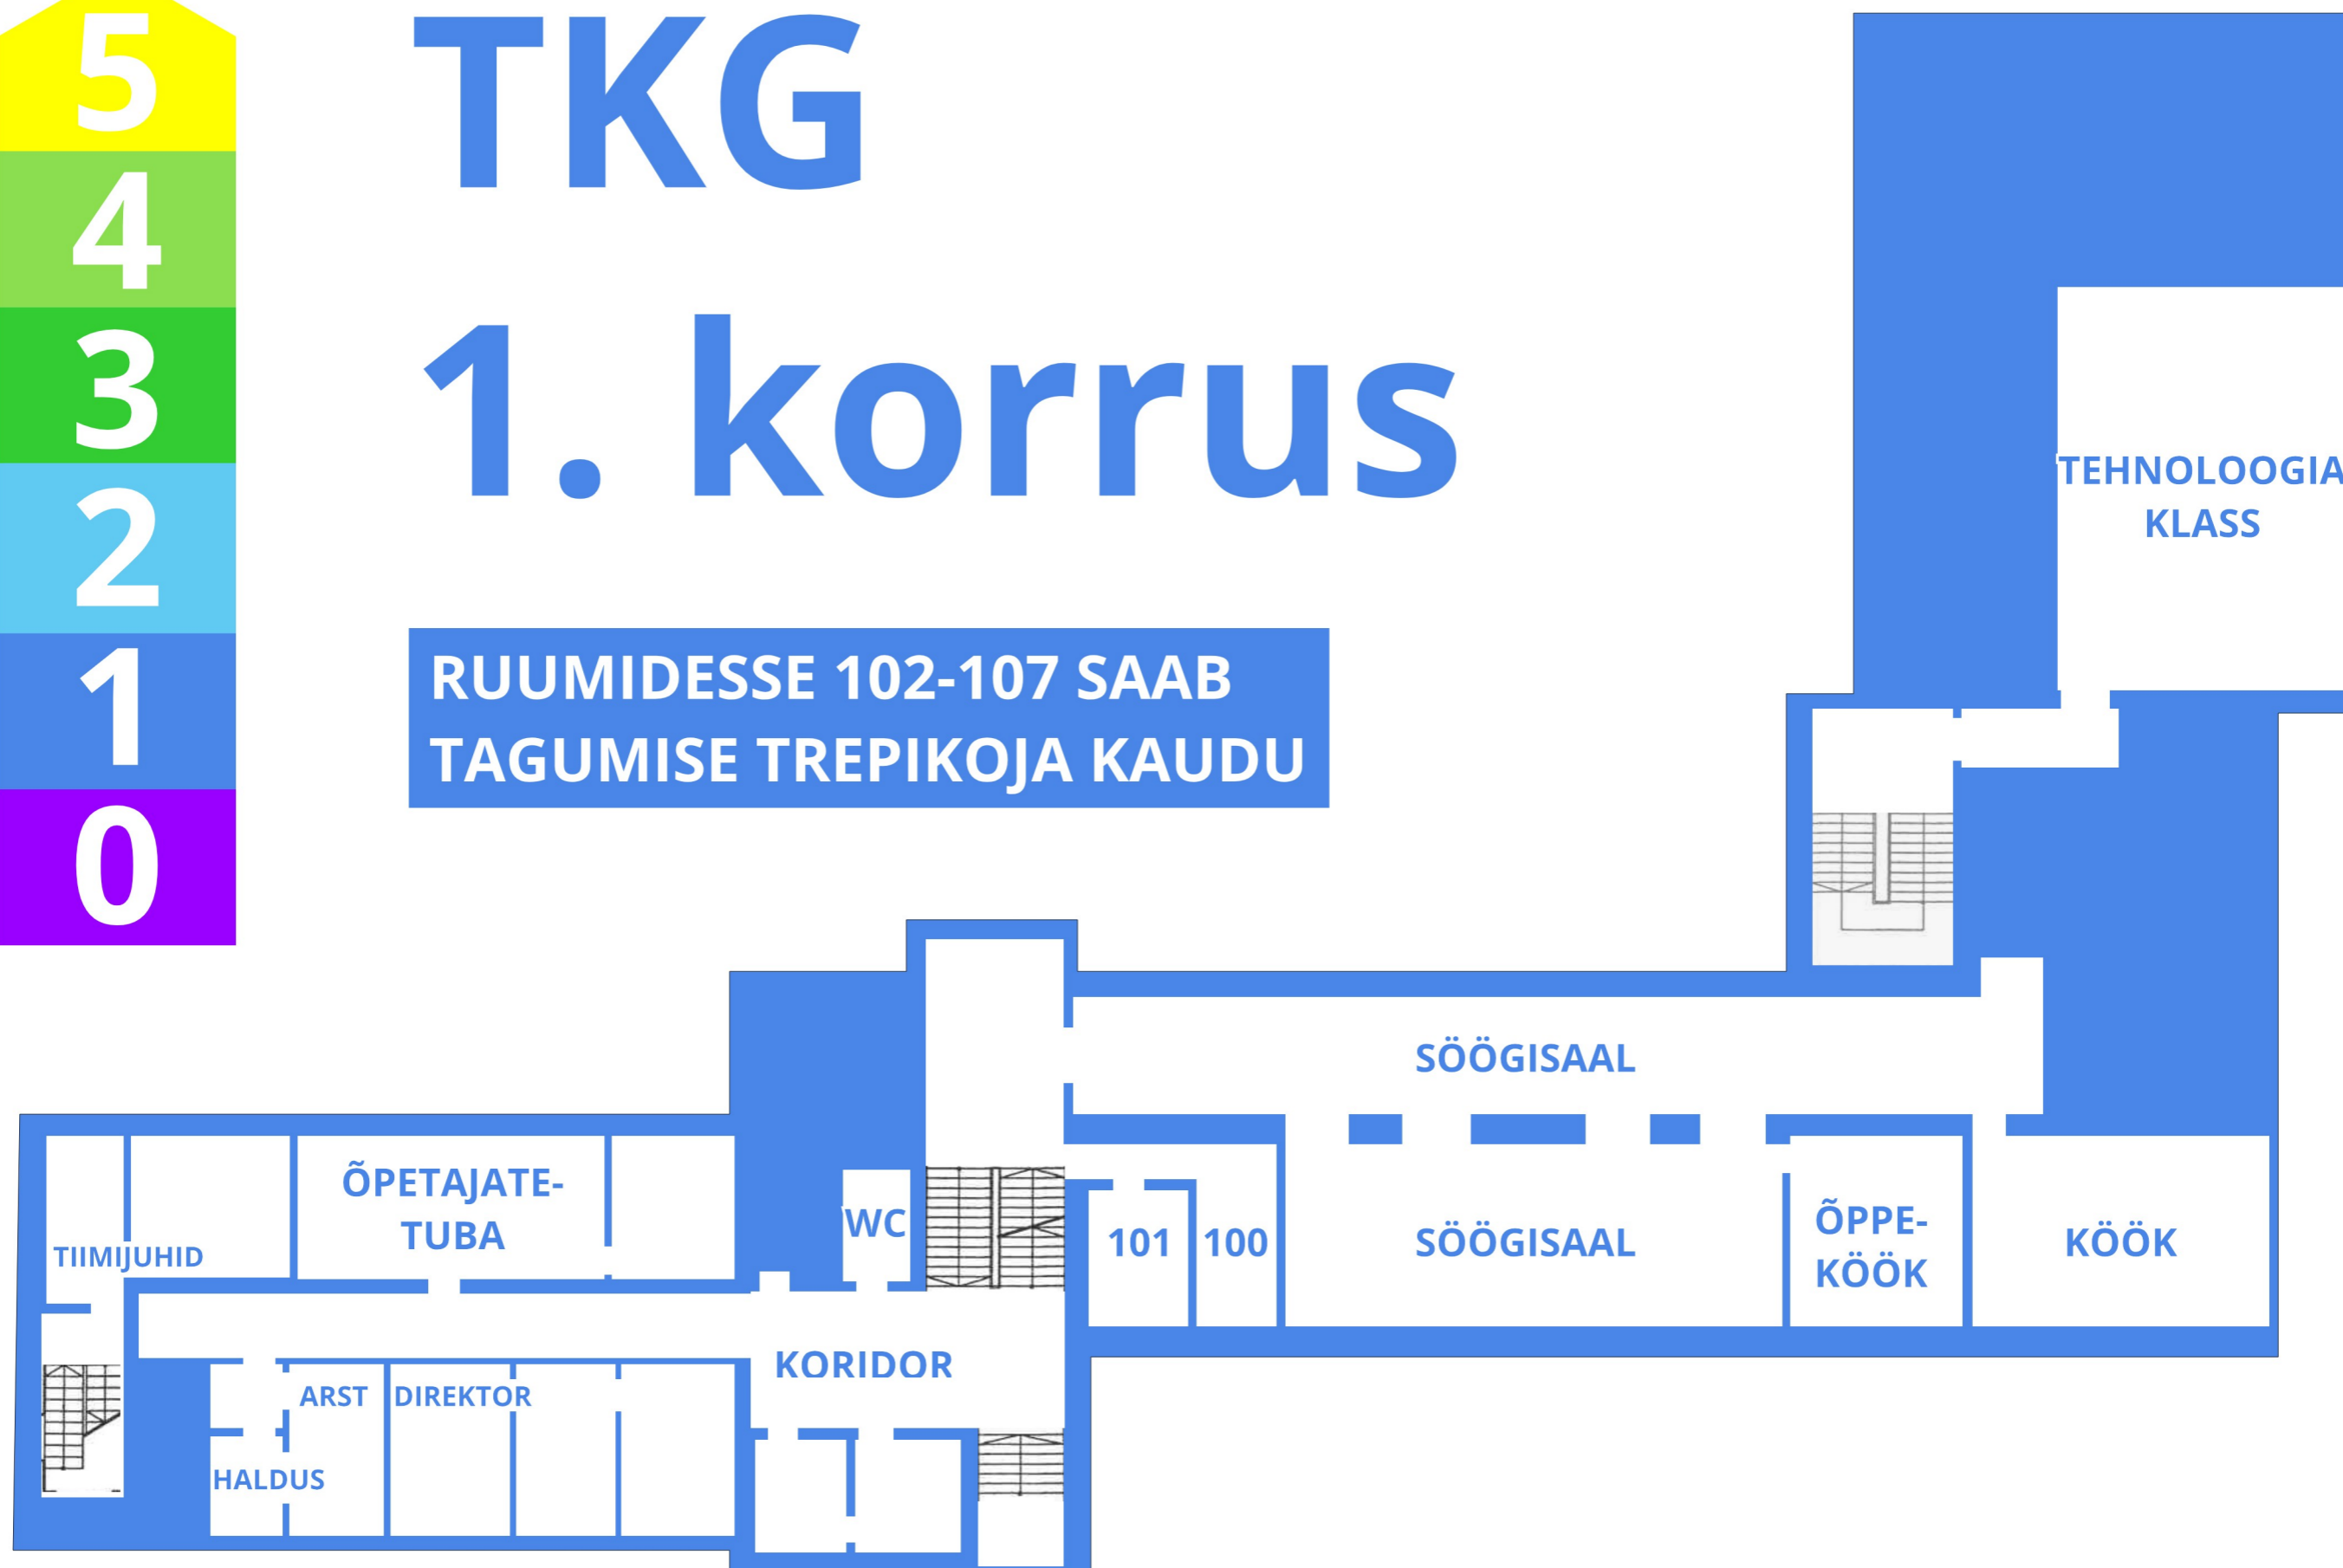 5
4
3
2
1
0
TKG
1. korrus
RUUMIDESSE 102-107 SAAB
TAGUMISE TREPIKOJA KAUDU
TEHNOLOOGIA
KLASS
SÖÖGISAAL
ÕPETAJATE-
TUBA
TIIMIJUHID
WC
101
100
SÖÖGISAAL
ÕPPE-
KÖÖK
KÖÖK
KORIDOR
ARST
DIREKTOR
HALDUS